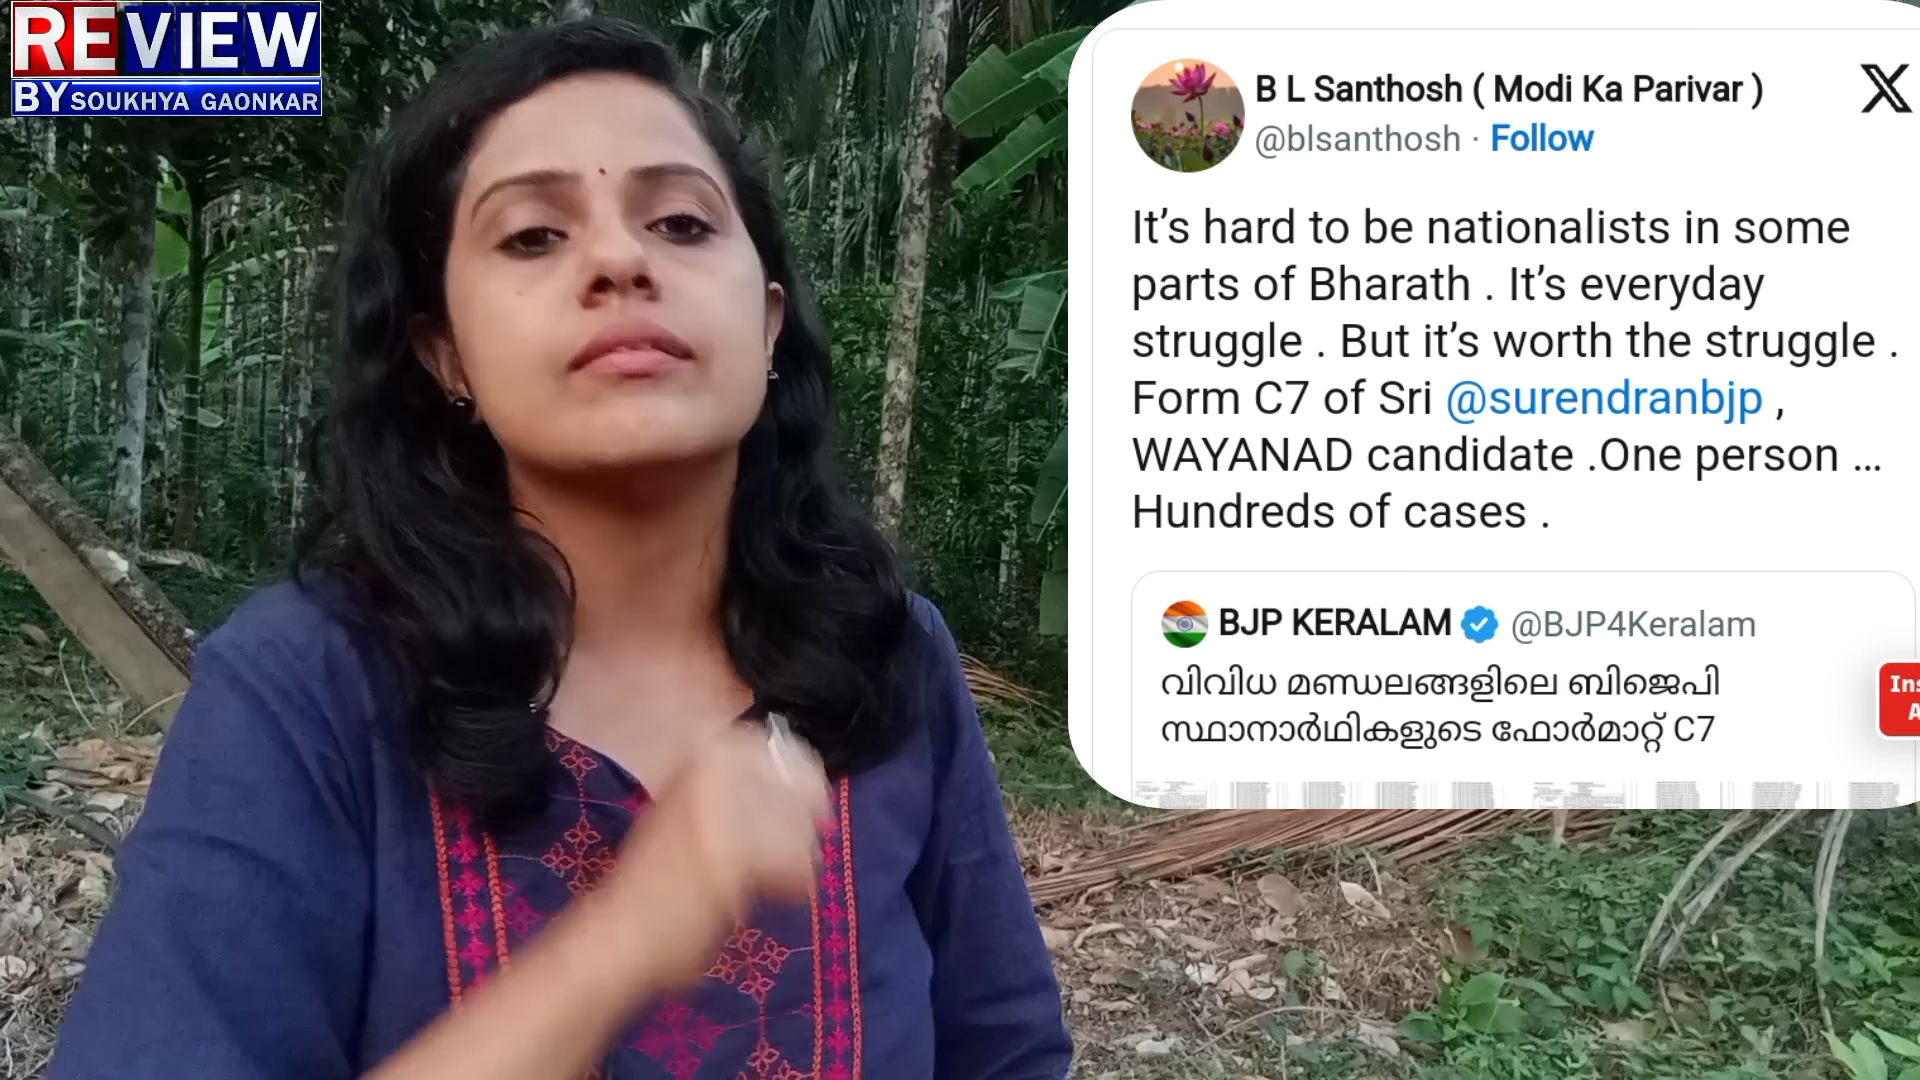 REVIEW
BY SOUKHYA GAONKAR
B L Santhosh ( Modi Ka Parivar )
@blsanthosh · Follow
It’s hard to be nationalists in some
parts of Bharath . It’s everyday
struggle . But it’s worth the struggle .
Form C7 of Sri @surendranbjp ,
WAYANAD candidate .One person ...
Hundreds of cases .
BJP KERALAM @BJP4Keralam
വിവിധ മണ്ഡലങ്ങളിലെ ബിജെപി
സ്ഥാനാർഥികളുടെ ഫോർമാറ്റ് C7